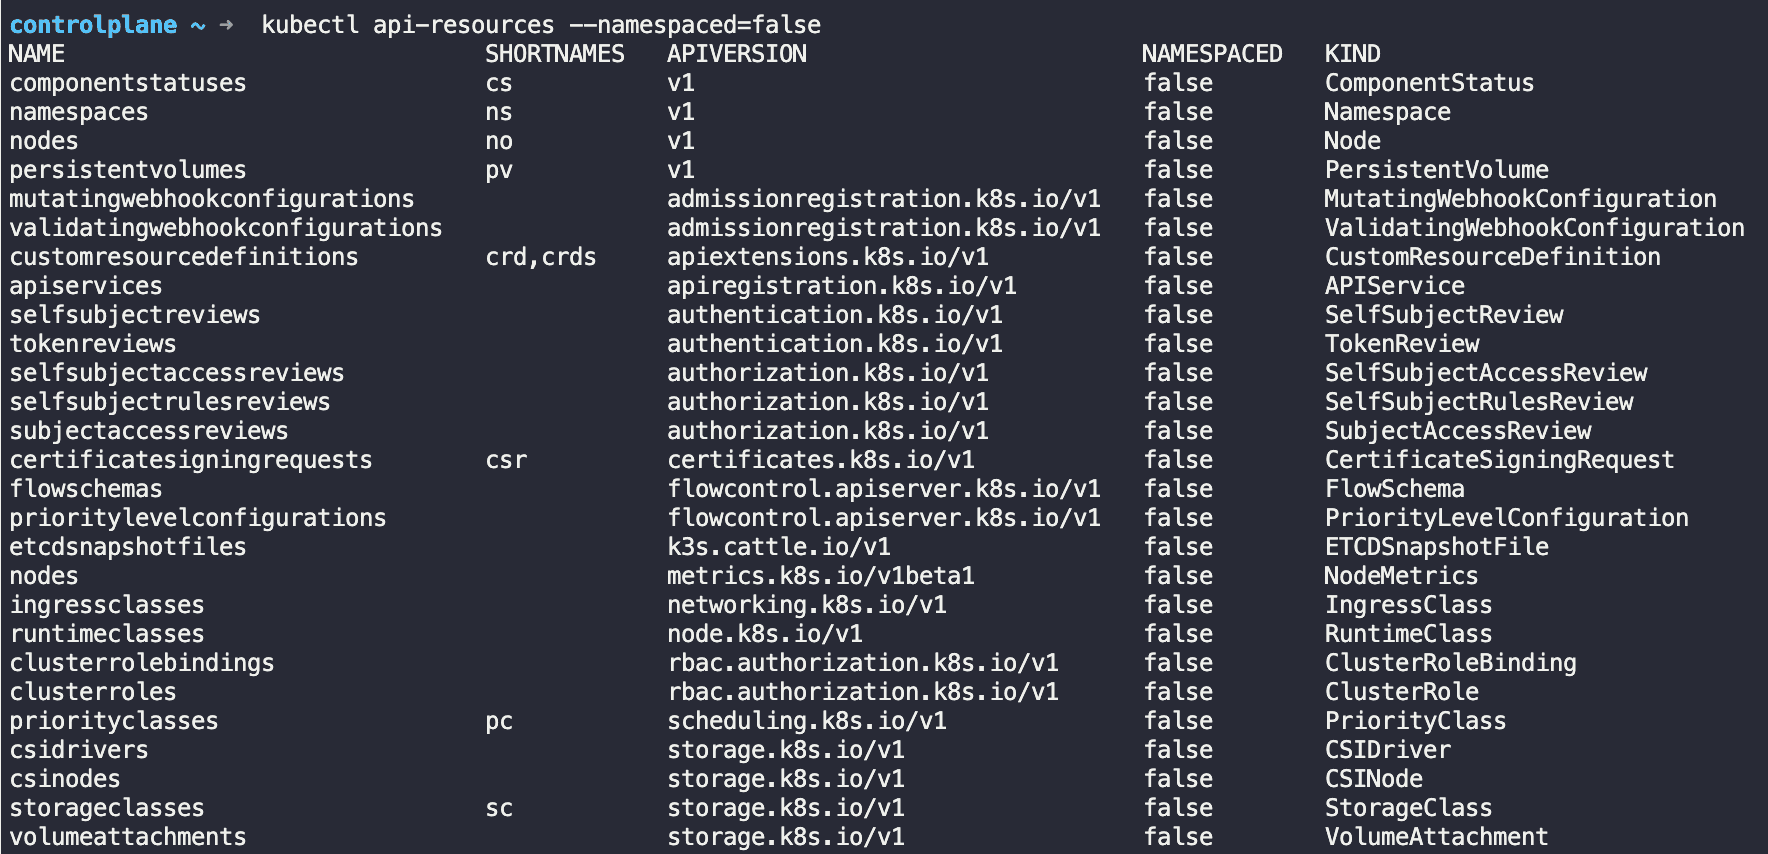 controlplane ~ ➜  kubectl api-resources --namespaced=false
NAME                              SHORTNAMES   APIVERSION                        NAMESPACED   KIND
componentstatuses                 cs           v1                                false        ComponentStatus
namespaces                        ns           v1                                false        Namespace
nodes                             no           v1                                false        Node
persistentvolumes                 pv           v1                                false        PersistentVolume
mutatingwebhookconfigurations                  admissionregistration.k8s.io/v1   false        MutatingWebhookConfiguration
validatingwebhookconfigurations                admissionregistration.k8s.io/v1   false        ValidatingWebhookConfiguration
customresourcedefinitions         crd,crds     apiextensions.k8s.io/v1           false        CustomResourceDefinition
apiservices                                    apiregistration.k8s.io/v1         false        APIService
selfsubjectreviews                             authentication.k8s.io/v1          false        SelfSubjectReview
tokenreviews                                   authentication.k8s.io/v1          false        TokenReview
selfsubjectaccessreviews                       authorization.k8s.io/v1           false        SelfSubjectAccessReview
selfsubjectrulesreviews                        authorization.k8s.io/v1           false        SelfSubjectRulesReview
subjectaccessreviews                           authorization.k8s.io/v1           false        SubjectAccessReview
certificatesigningrequests        csr          certificates.k8s.io/v1            false        CertificateSigningRequest
flowschemas                                    flowcontrol.apiserver.k8s.io/v1   false        FlowSchema
prioritylevelconfigurations                    flowcontrol.apiserver.k8s.io/v1   false        PriorityLevelConfiguration
etcdsnapshotfiles                              k3s.cattle.io/v1                  false        ETCDSnapshotFile
nodes                                          metrics.k8s.io/v1beta1            false        NodeMetrics
ingressclasses                                 networking.k8s.io/v1              false        IngressClass
runtimeclasses                                 node.k8s.io/v1                    false        RuntimeClass
clusterrolebindings                            rbac.authorization.k8s.io/v1      false        ClusterRoleBinding
clusterroles                                   rbac.authorization.k8s.io/v1      false        ClusterRole
priorityclasses                   pc           scheduling.k8s.io/v1              false        PriorityClass
csidrivers                                     storage.k8s.io/v1                 false        CSIDriver
csinodes                                       storage.k8s.io/v1                 false        CSINode
storageclasses                    sc           storage.k8s.io/v1                 false        StorageClass
volumeattachments                              storage.k8s.io/v1                 false        VolumeAttachment